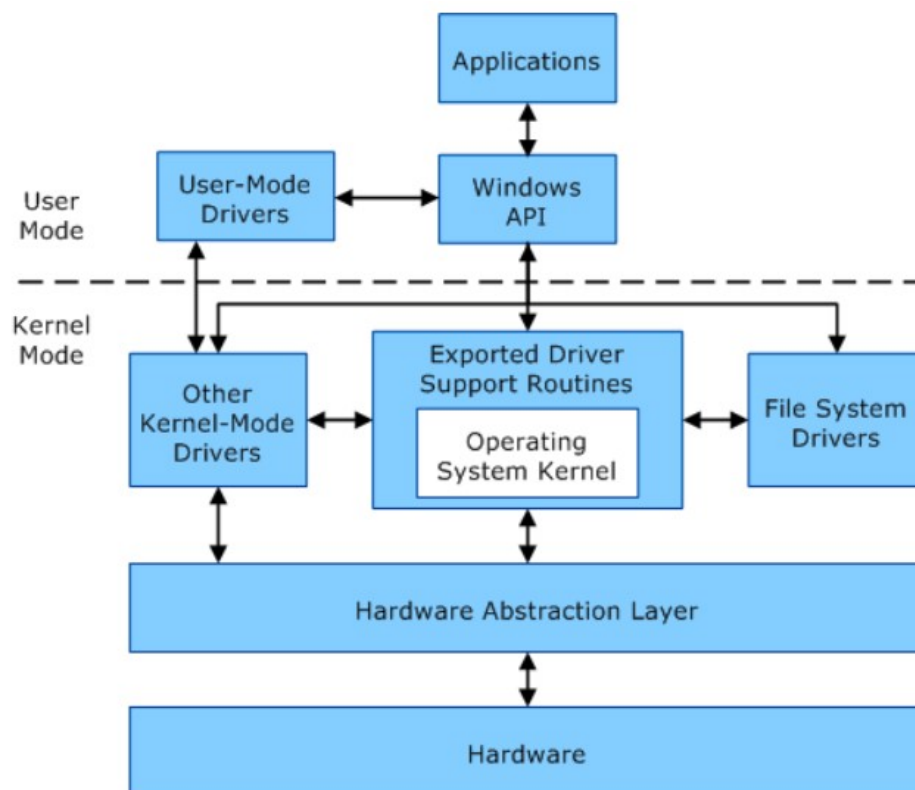 Applications
User-Mode
Drivers
Windows
API
User
Mode
Kernel
Mode
Other
Kernel-Mode
Drivers
Exported Driver
Support Routines
Operating
System Kernel
File System
Drivers
Hardware Abstraction Layer
Hardware